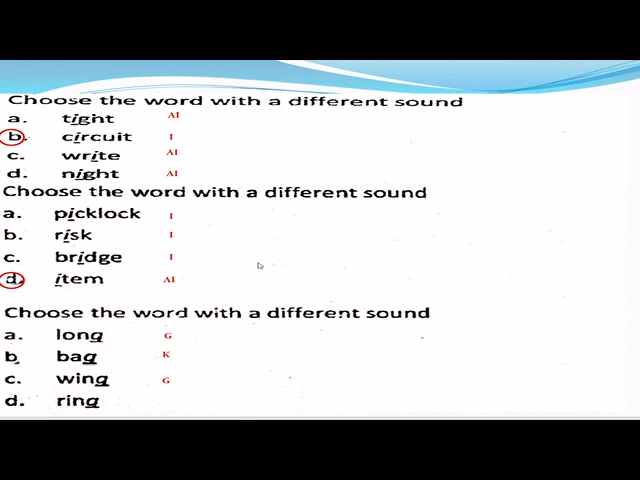 Choose the word with a different sound
a. tight AI
b. circuit I
c. write AI
d. night AI
Choose the word with a different sound
a. picklock I
b. risk I
c. bridge I
d. item AI
Choose the word with a different sound
a. long G
b. bag K
c. wing G
d. ring